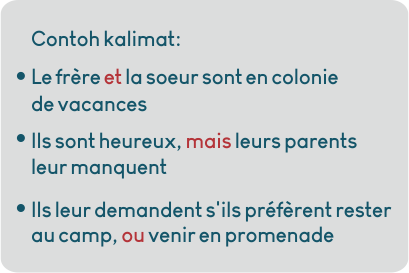 Contoh kalimat:
• Le frère et la soeur sont en colonie
de vacances
• Ils sont heureux, mais leurs parents
leur manquent
• Ils leur demandent s'ils préfèrent rester
au camp, ou venir en promenade